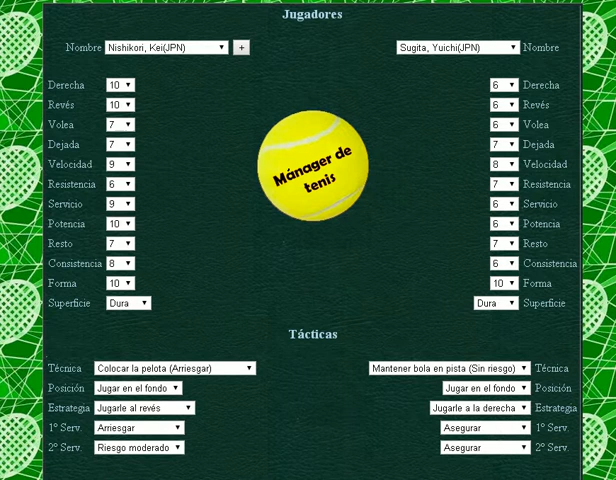 Jugadores
Nombre Nishikori, Kei(JPN) + Sugita, Yuichi(JPN) Nombre
Derecha 10 6 Derecha
Revés 10 6 Revés
Volea 7 6 Volea
Dejada 7 7 Dejada
Velocidad 9 8 Velocidad
Resistencia 6 7 Resistencia
Servicio 9 6 Servicio
Potencia 10 6 Potencia
Resto 7 7 Resto
Consistencia 8 6 Consistencia
Forma 10 10 Forma
Superficie Dura Dura Superficie
Mánager de
tenis
Tácticas
Técnica Colocar la pelota (Arriesgar) Mantener bola en pista (Sin riesgo) Técnica
Posición Jugar en el fondo Jugar en el fondo Posición
Estrategia Jugarle al revés Jugarle a la derecha Estrategia
1º Serv. Arriesgar Asegurar 1º Serv.
2º Serv. Riesgo moderado Asegurar 2º Serv.